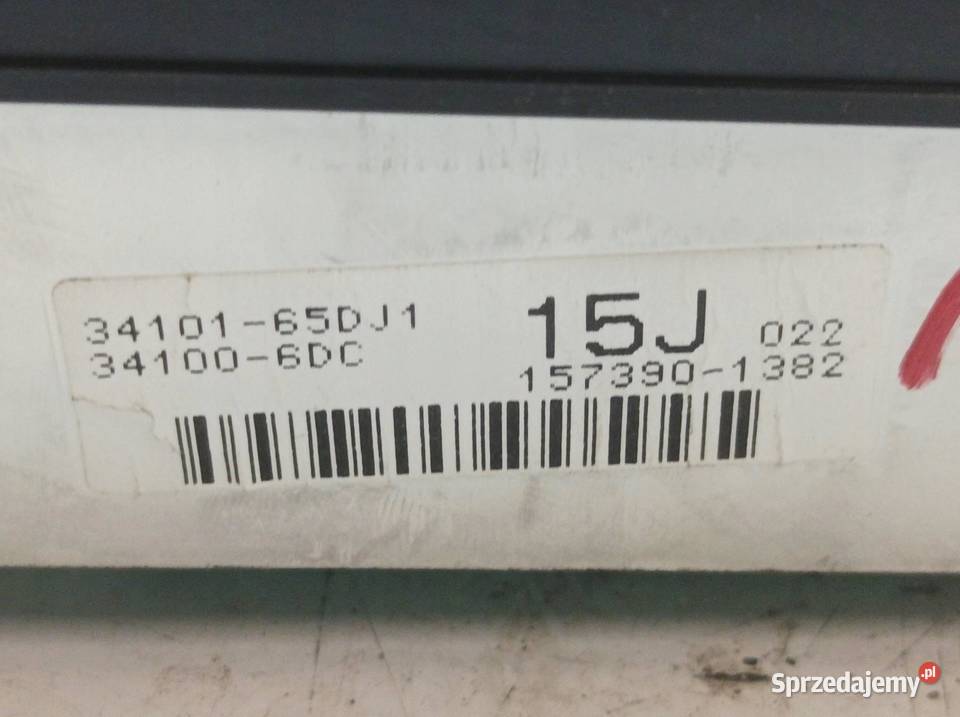 34101-65DJ1 15J 022
34100-6DC 157390-1382
Sprzedajemy.pl